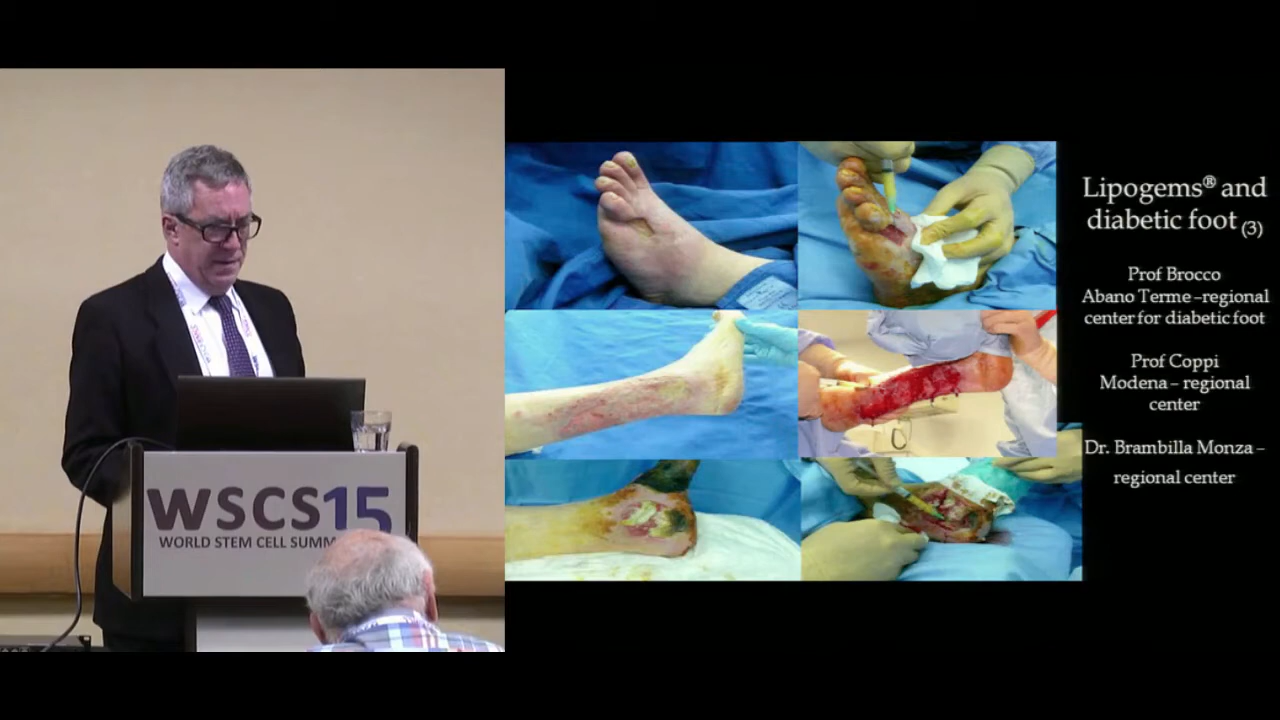 WSCS15
WORLD STEM CELL SUMM
Lipogems® and
diabetic foot (3)
Prof Brocco
Abano Terme –regional
center for diabetic foot
Prof Coppi
Modena – regional
center
Dr. Brambilla Monza –
regional center